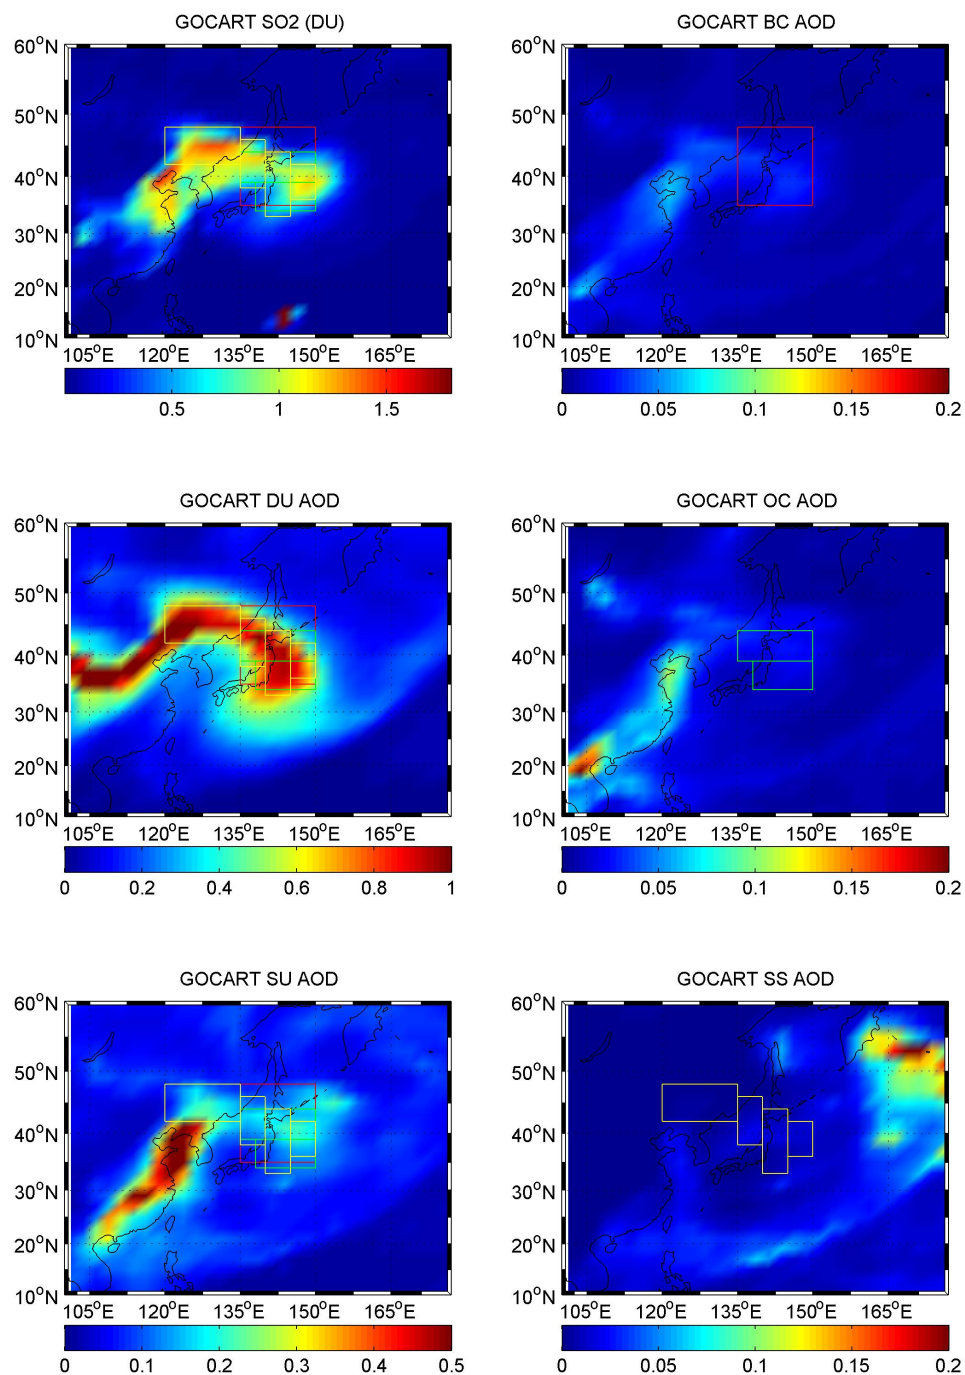 GOCART SO2 (DU)
60°N
50°N
40°N
30°N
20°N
10°N
105°E 120°E 135°E 150°E 165°E
0.5 1 1.5
GOCART BC AOD
60°N
50°N
40°N
30°N
20°N
10°N
105°E 120°E 135°E 150°E 165°E
0 0.05 0.1 0.15 0.2
GOCART DU AOD
60°N
50°N
40°N
30°N
20°N
10°N
105°E 120°E 135°E 150°E 165°E
0 0.2 0.4 0.6 0.8 1
GOCART OC AOD
60°N
50°N
40°N
30°N
20°N
10°N
105°E 120°E 135°E 150°E 165°E
0 0.05 0.1 0.15 0.2
GOCART SU AOD
60°N
50°N
40°N
30°N
20°N
10°N
105°E 120°E 135°E 150°E 165°E
0 0.1 0.2 0.3 0.4 0.5
GOCART SS AOD
60°N
50°N
40°N
30°N
20°N
10°N
105°E 120°E 135°E 150°E 165°E
0 0.05 0.1 0.15 0.2